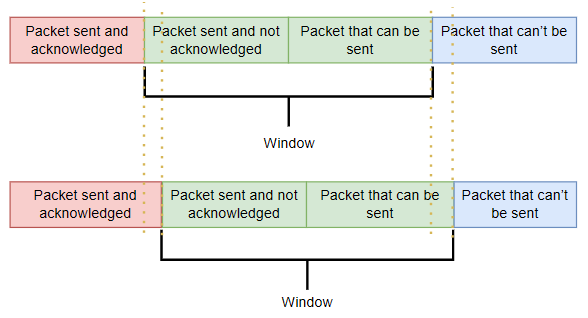 Packet sent and
acknowledged
Packet sent and not
acknowledged
Packet that can be
sent
Packet that can't be
sent
Window
Packet sent and
acknowledged
Packet sent and not
acknowledged
Packet that can be
sent
Packet that can't
be sent
Window